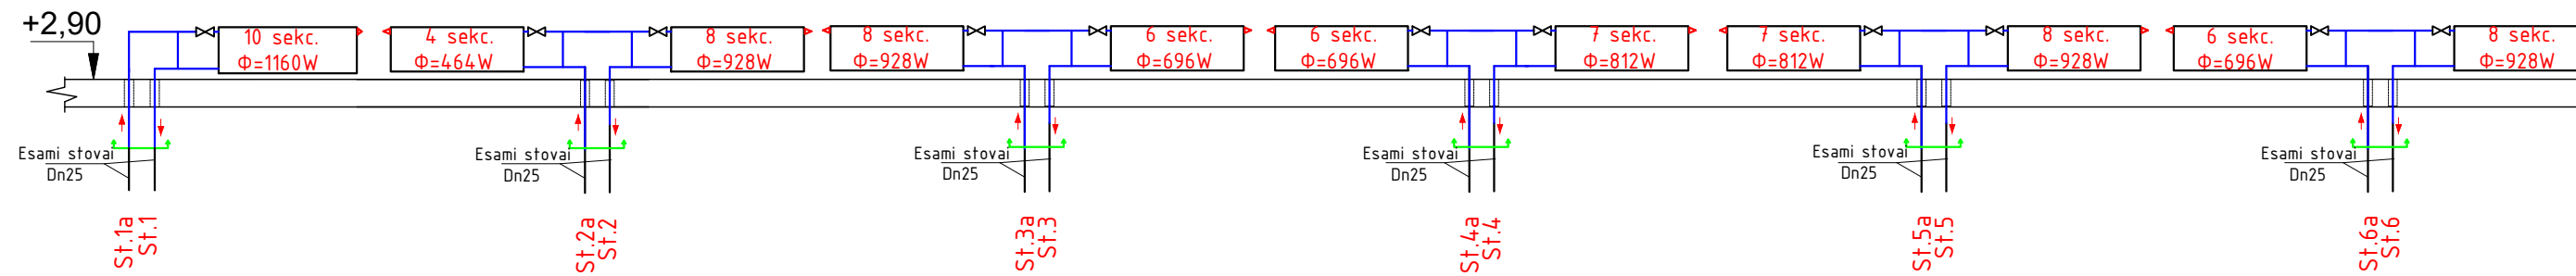 +2,90
10 sekc.
Φ=1160W
4 sekc.
Φ=464W
8 sekc.
Φ=928W
8 sekc.
Φ=928W
6 sekc.
Φ=696W
6 sekc.
Φ=696W
7 sekc.
Φ=812W
7 sekc.
Φ=812W
8 sekc.
Φ=928W
6 sekc.
Φ=696W
8 sekc.
Φ=928W
Esami stovai
Dn25
Esami stovai
Dn25
Esami stovai
Dn25
Esami stovai
Dn25
Esami stovai
Dn25
Esami stovai
Dn25
St.1a
St.1
St.2a
St.2
St.3a
St.3
St.4a
St.4
St.5a
St.5
St.6a
St.6